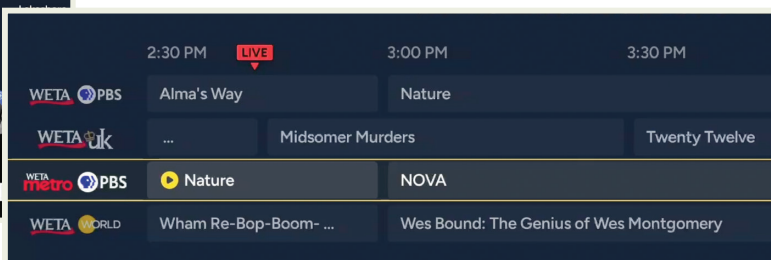 2:30 PM LIVE 3:00 PM 3:30 PM
WETA PBS Alma's Way Nature
WETA uk ... Midsomer Murders Twenty Twelve
WETA metro PBS Nature NOVA
WETA WORLD Wham Re-Bop-Boom- ... Wes Bound: The Genius of Wes Montgomery